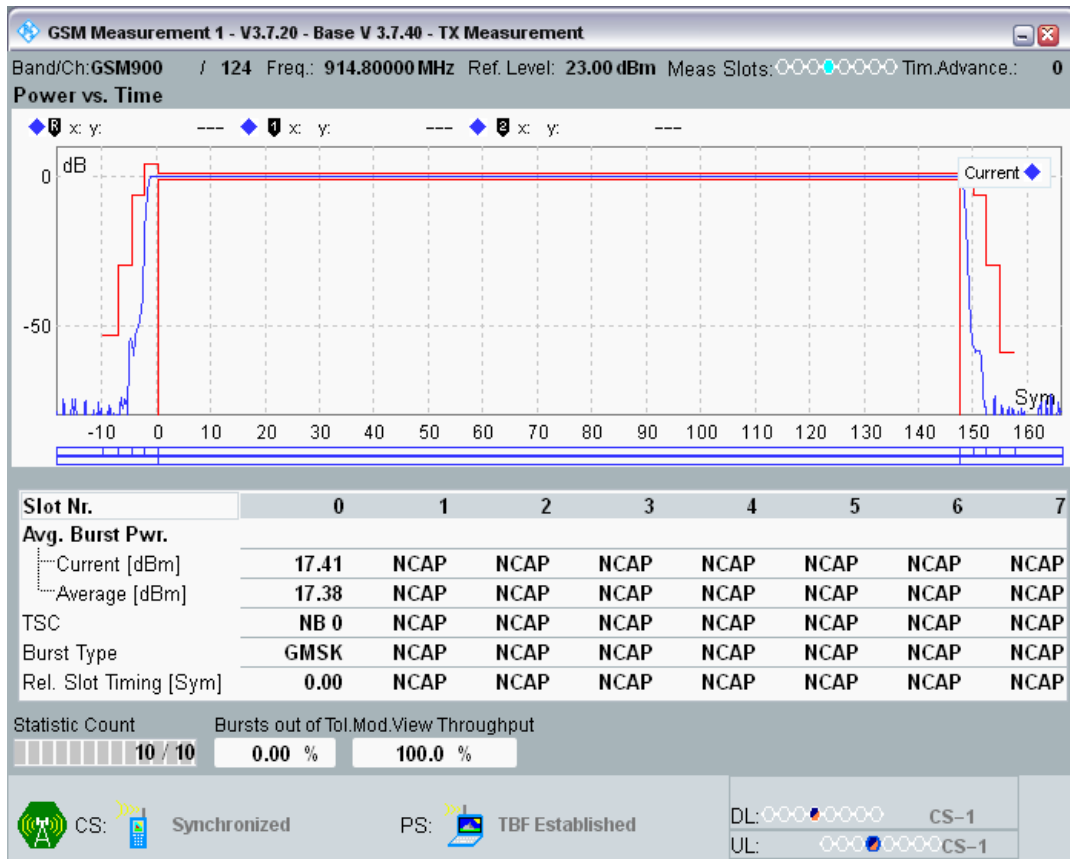 GSM Measurement 1 - V3.7.20 - Base V 3.7.40 - TX Measurement
Band/Ch:GSM900 / 124 Freq.: 914.80000 MHz Ref. Level: 23.00 dBm Meas Slots: Tim.Advance.: 0
Power vs. Time
R x: y: --- 1 x: y: --- 2 x: y: ---
dB
0
Current
-50
Sym
-10 0 10 20 30 40 50 60 70 80 90 100 110 120 130 140 150 160
Slot Nr. 0 1 2 3 4 5 6 7
Avg. Burst Pwr.
Current [dBm] 17.41 NCAP NCAP NCAP NCAP NCAP NCAP NCAP
Average [dBm] 17.38 NCAP NCAP NCAP NCAP NCAP NCAP NCAP
TSC NB 0 NCAP NCAP NCAP NCAP NCAP NCAP NCAP
Burst Type GMSK NCAP NCAP NCAP NCAP NCAP NCAP NCAP
Rel. Slot Timing [Sym] 0.00 NCAP NCAP NCAP NCAP NCAP NCAP NCAP
Statistic Count Bursts out of Tol.Mod.View Throughput
10 / 10 0.00 % 100.0 %
CS: Synchronized PS: TBF Established
DL: CS-1
UL: CS-1